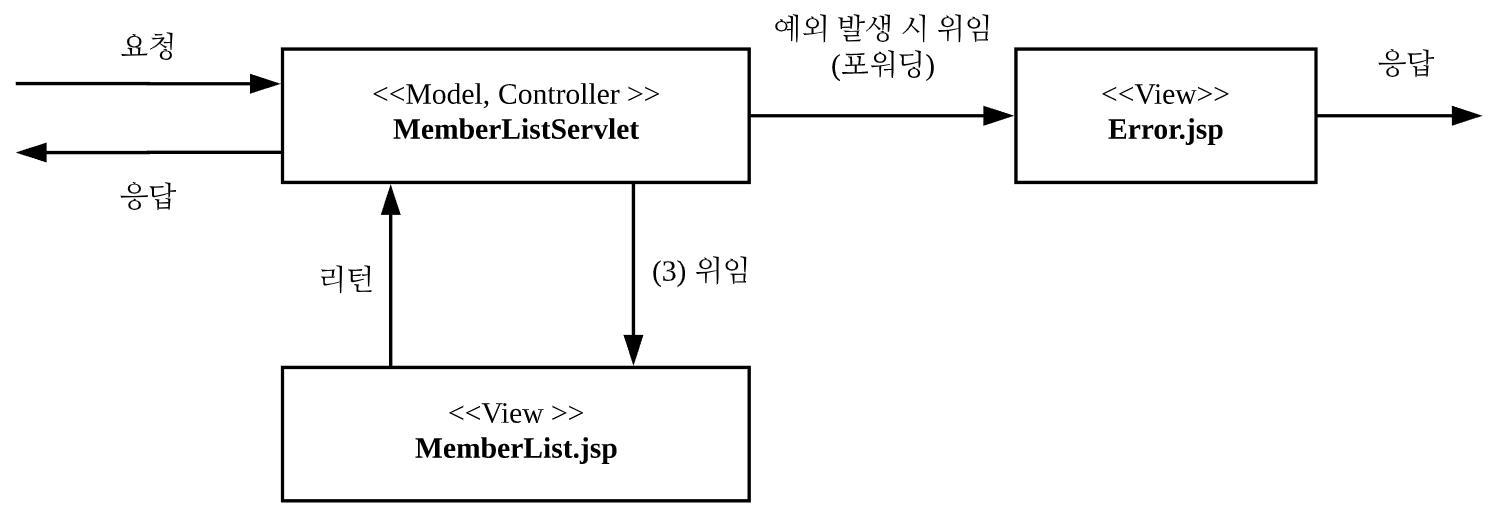 요청
<<Model, Controller >>
MemberListServlet
응답
예외 발생 시 위임
(포워딩)
<<View>>
Error.jsp
응답
리턴
(3) 위임
<<View >>
MemberList.jsp